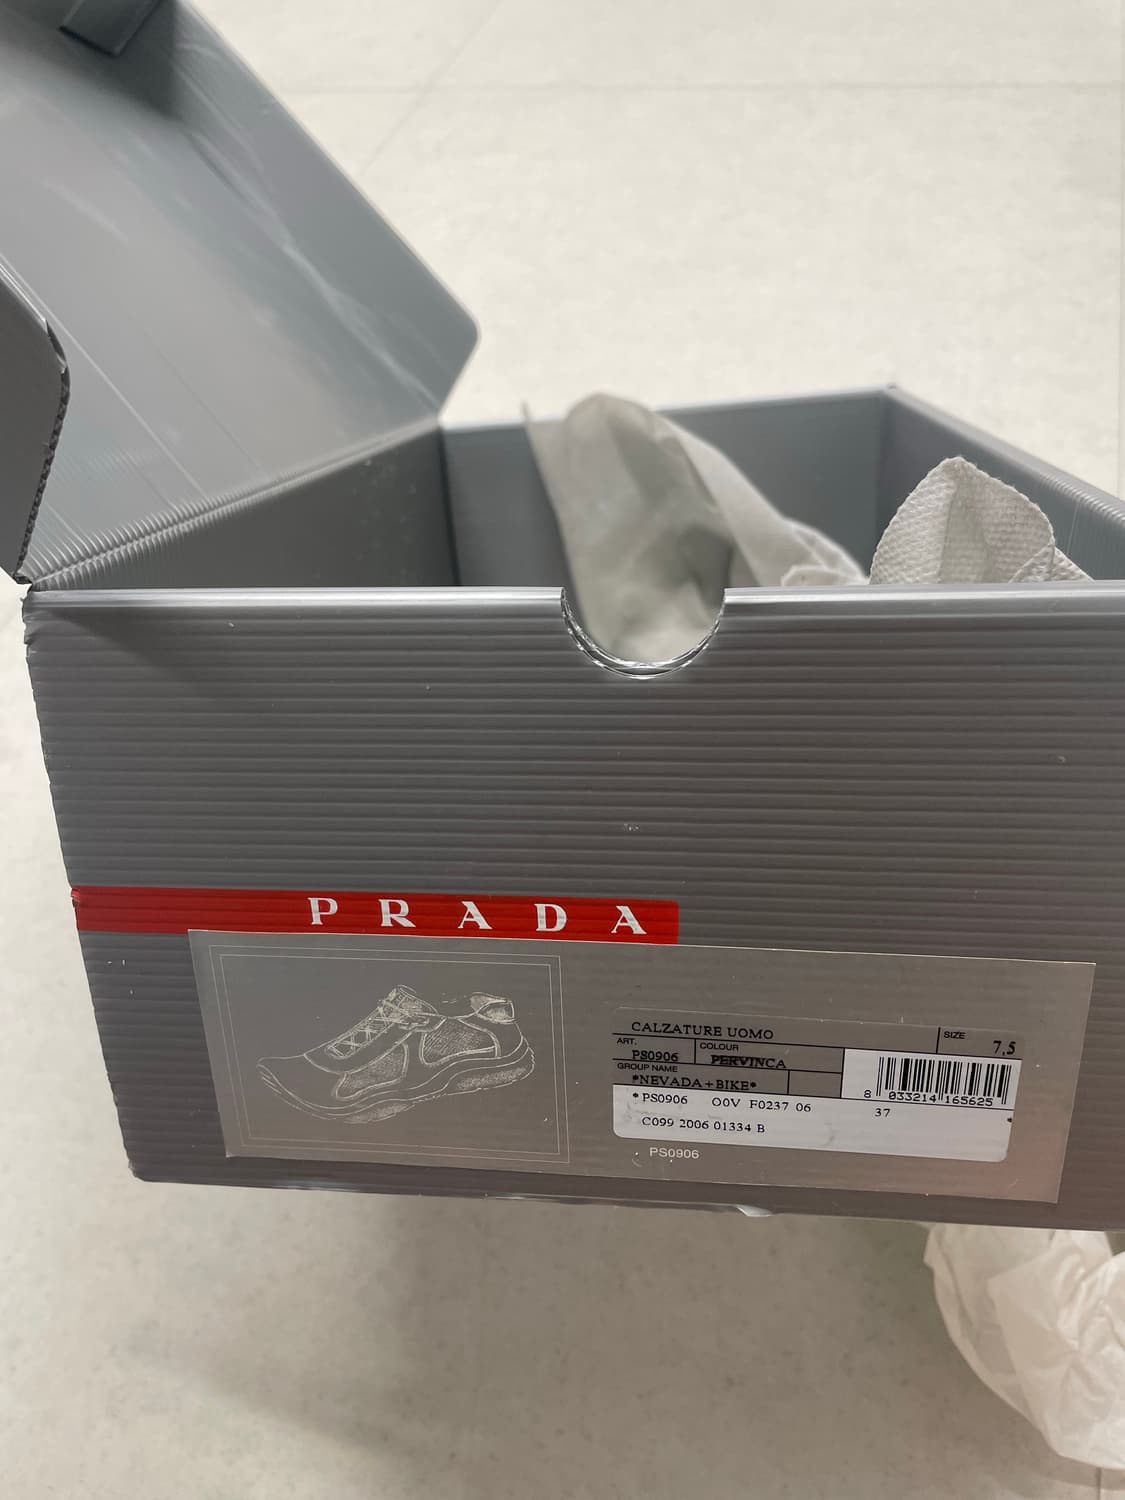 PRADA
CALZATURE UOMO
SIZE
7,5
ART.
PS0906
COLOUR
PERVINCA
GROUP NAME
*NEVADA+BIKE*
8 033214 165625
*PS0906 OOV F0237 06
37
*
C099 2006 01334 B
PS0906